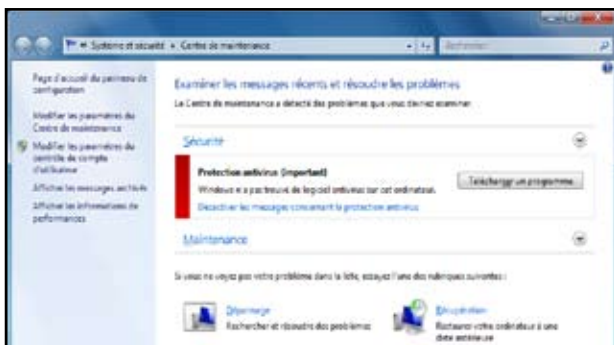 Système et sécurité ▸ Centre de maintenance
Rechercher
Page d'accueil du panneau de
configuration
Modifier les paramètres du
Centre de maintenance
Modifier les paramètres du
contrôle de compte
d'utilisateur
Afficher les messages archivés
Afficher les informations de
performances
Examiner les messages récents et résoudre les problèmes
Le Centre de maintenance a détecté des problèmes que vous devriez examiner.
Sécurité
Protection antivirus (Important)
Windows n'a pas trouvé de logiciel antivirus sur cet ordinateur.
Télécharger un programme
Désactiver les messages concernant la protection antivirus
Maintenance
Si vous ne voyez pas votre problème dans la liste, essayez l'une des rubriques suivantes :
Dépannage
Rechercher et résoudre des problèmes
Récupération
Restaurer votre ordinateur à une
date antérieure